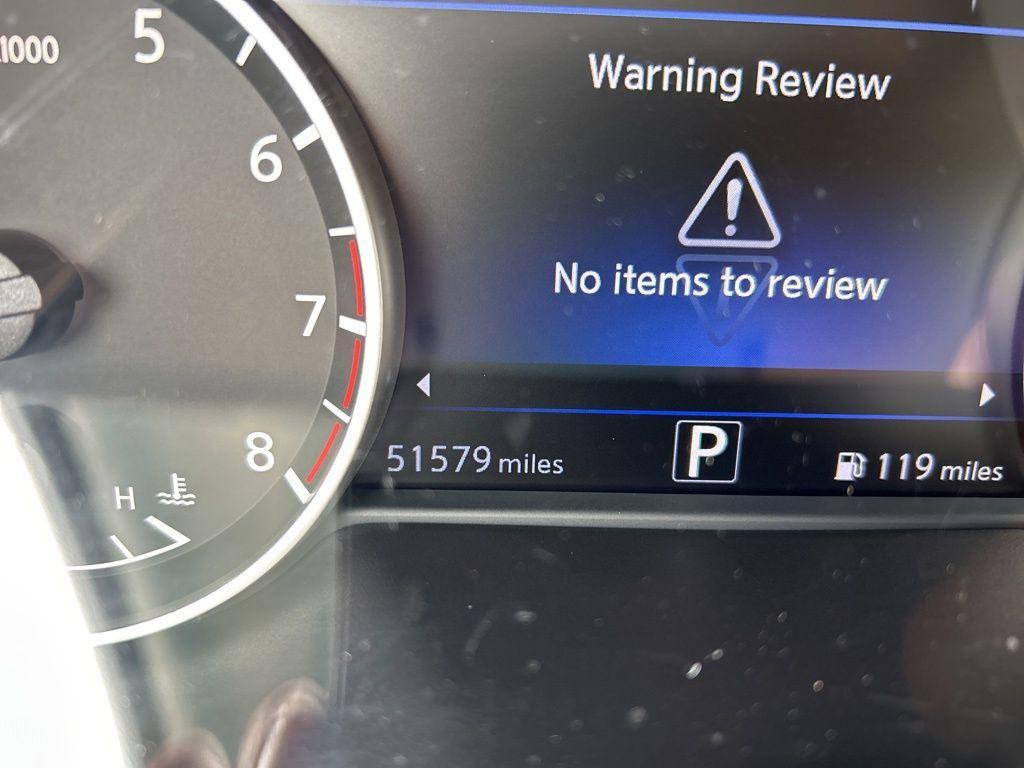 x1000
5
6
7
8
H
Warning Review
No items to review
51579 miles
P
119 miles